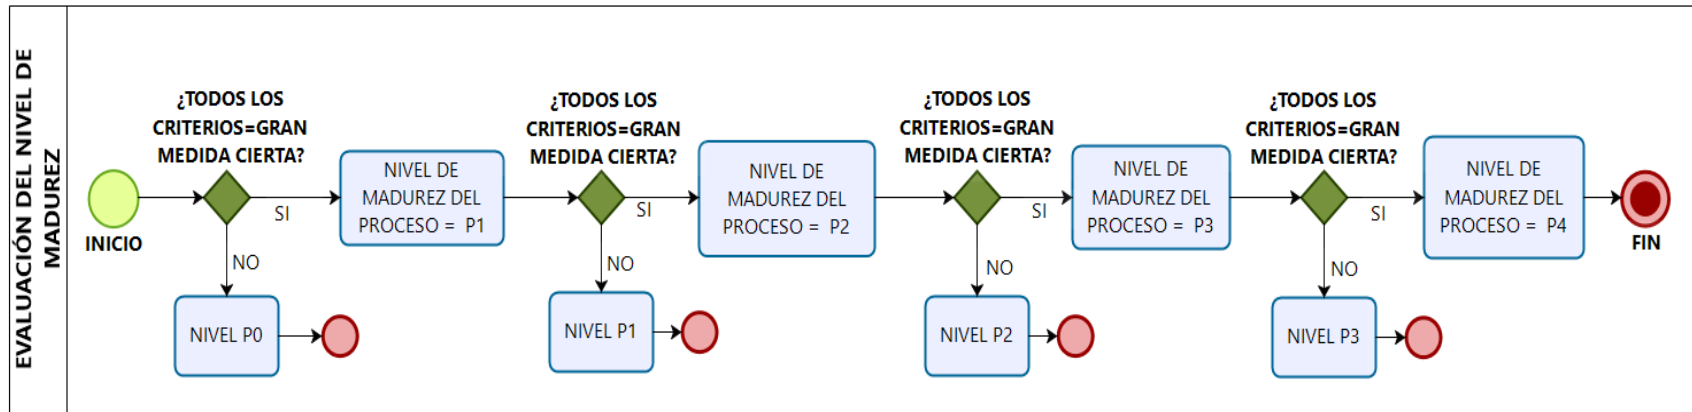 EVALUACIÓN DEL NIVEL DE
MADUREZ
INICIO
¿TODOS LOS
CRITERIOS=GRAN
MEDIDA CIERTA?
SI
NO
NIVEL P0
NIVEL DE
MADUREZ DEL
PROCESO = P1
¿TODOS LOS
CRITERIOS=GRAN
MEDIDA CIERTA?
SI
NO
NIVEL P1
NIVEL DE
MADUREZ DEL
PROCESO = P2
¿TODOS LOS
CRITERIOS=GRAN
MEDIDA CIERTA?
SI
NO
NIVEL P2
NIVEL DE
MADUREZ DEL
PROCESO = P3
¿TODOS LOS
CRITERIOS=GRAN
MEDIDA CIERTA?
SI
NO
NIVEL P3
NIVEL DE
MADUREZ DEL
PROCESO = P4
FIN